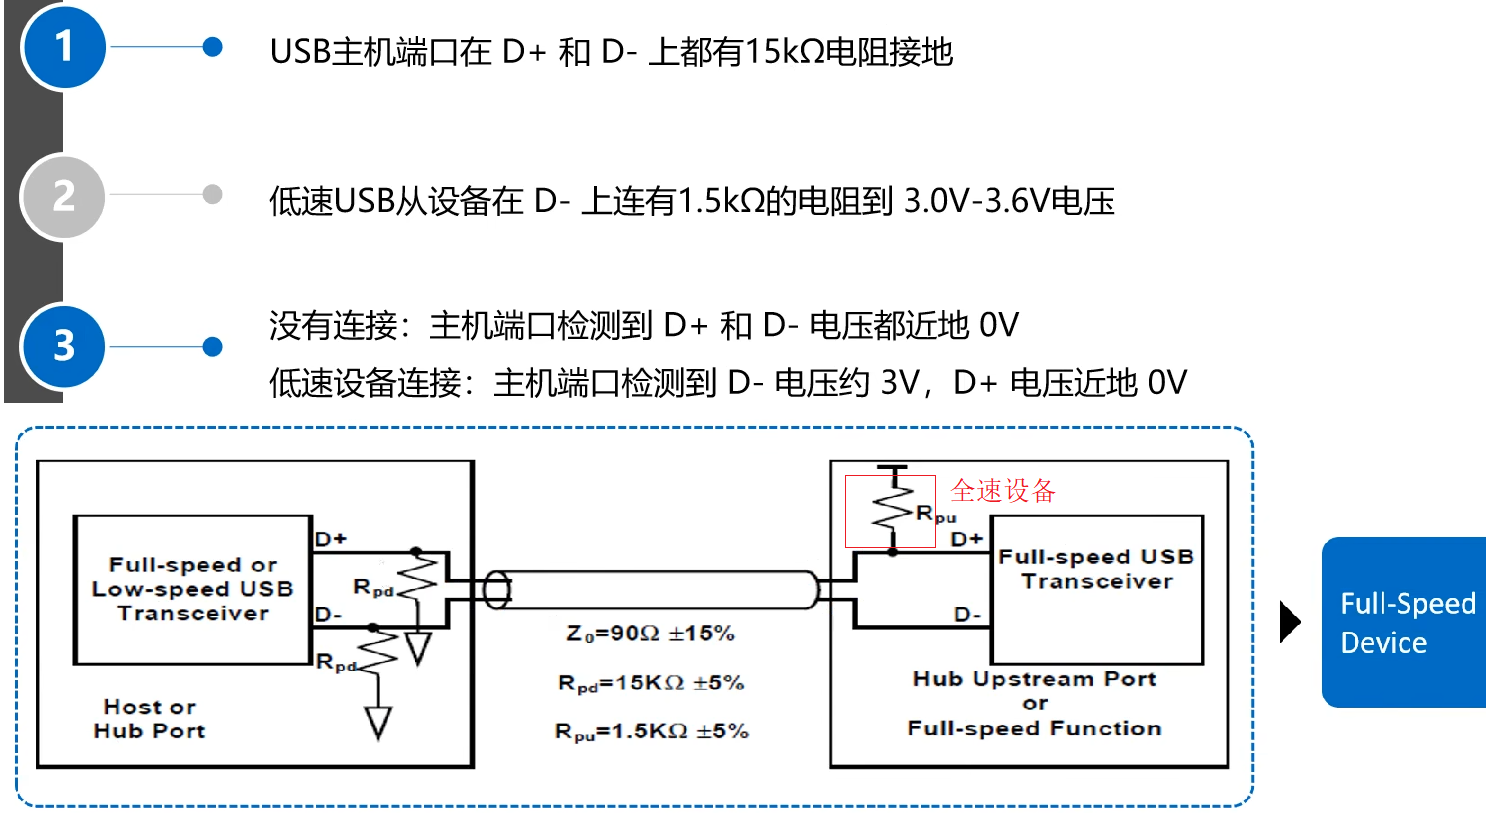 1
USB主机端口在 D+ 和 D- 上都有15kΩ电阻接地
2
低速USB从设备在 D- 上连有1.5kΩ的电阻到 3.0V-3.6V电压
3
没有连接：主机端口检测到 D+ 和 D- 电压都近地 0V
低速设备连接：主机端口检测到 D- 电压约 3V，D+ 电压近地 0V
D+
Full-speed or
Low-speed USB
Transceiver
Rpd
D-
Rpd
Host or
Hub Port
Z0=90Ω ±15%
Rpd=15KΩ ±5%
Rpu=1.5KΩ ±5%
全速设备
Rpu
D+
Full-speed USB
Transceiver
D-
Hub Upstream Port
or
Full-speed Function
Full-Speed
Device